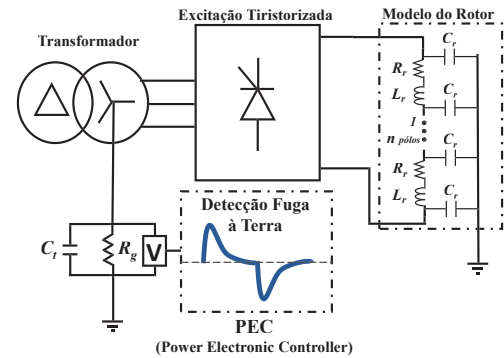 Excitação Tiristorizada
Modelo do Rotor
Transformador
C_r
R_r
L_r
C_r
1
n pólos
C_r
R_r
L_r
C_r
Detecção Fuga
à Terra
C_t
R_g
V
PEC
(Power Electronic Controller)